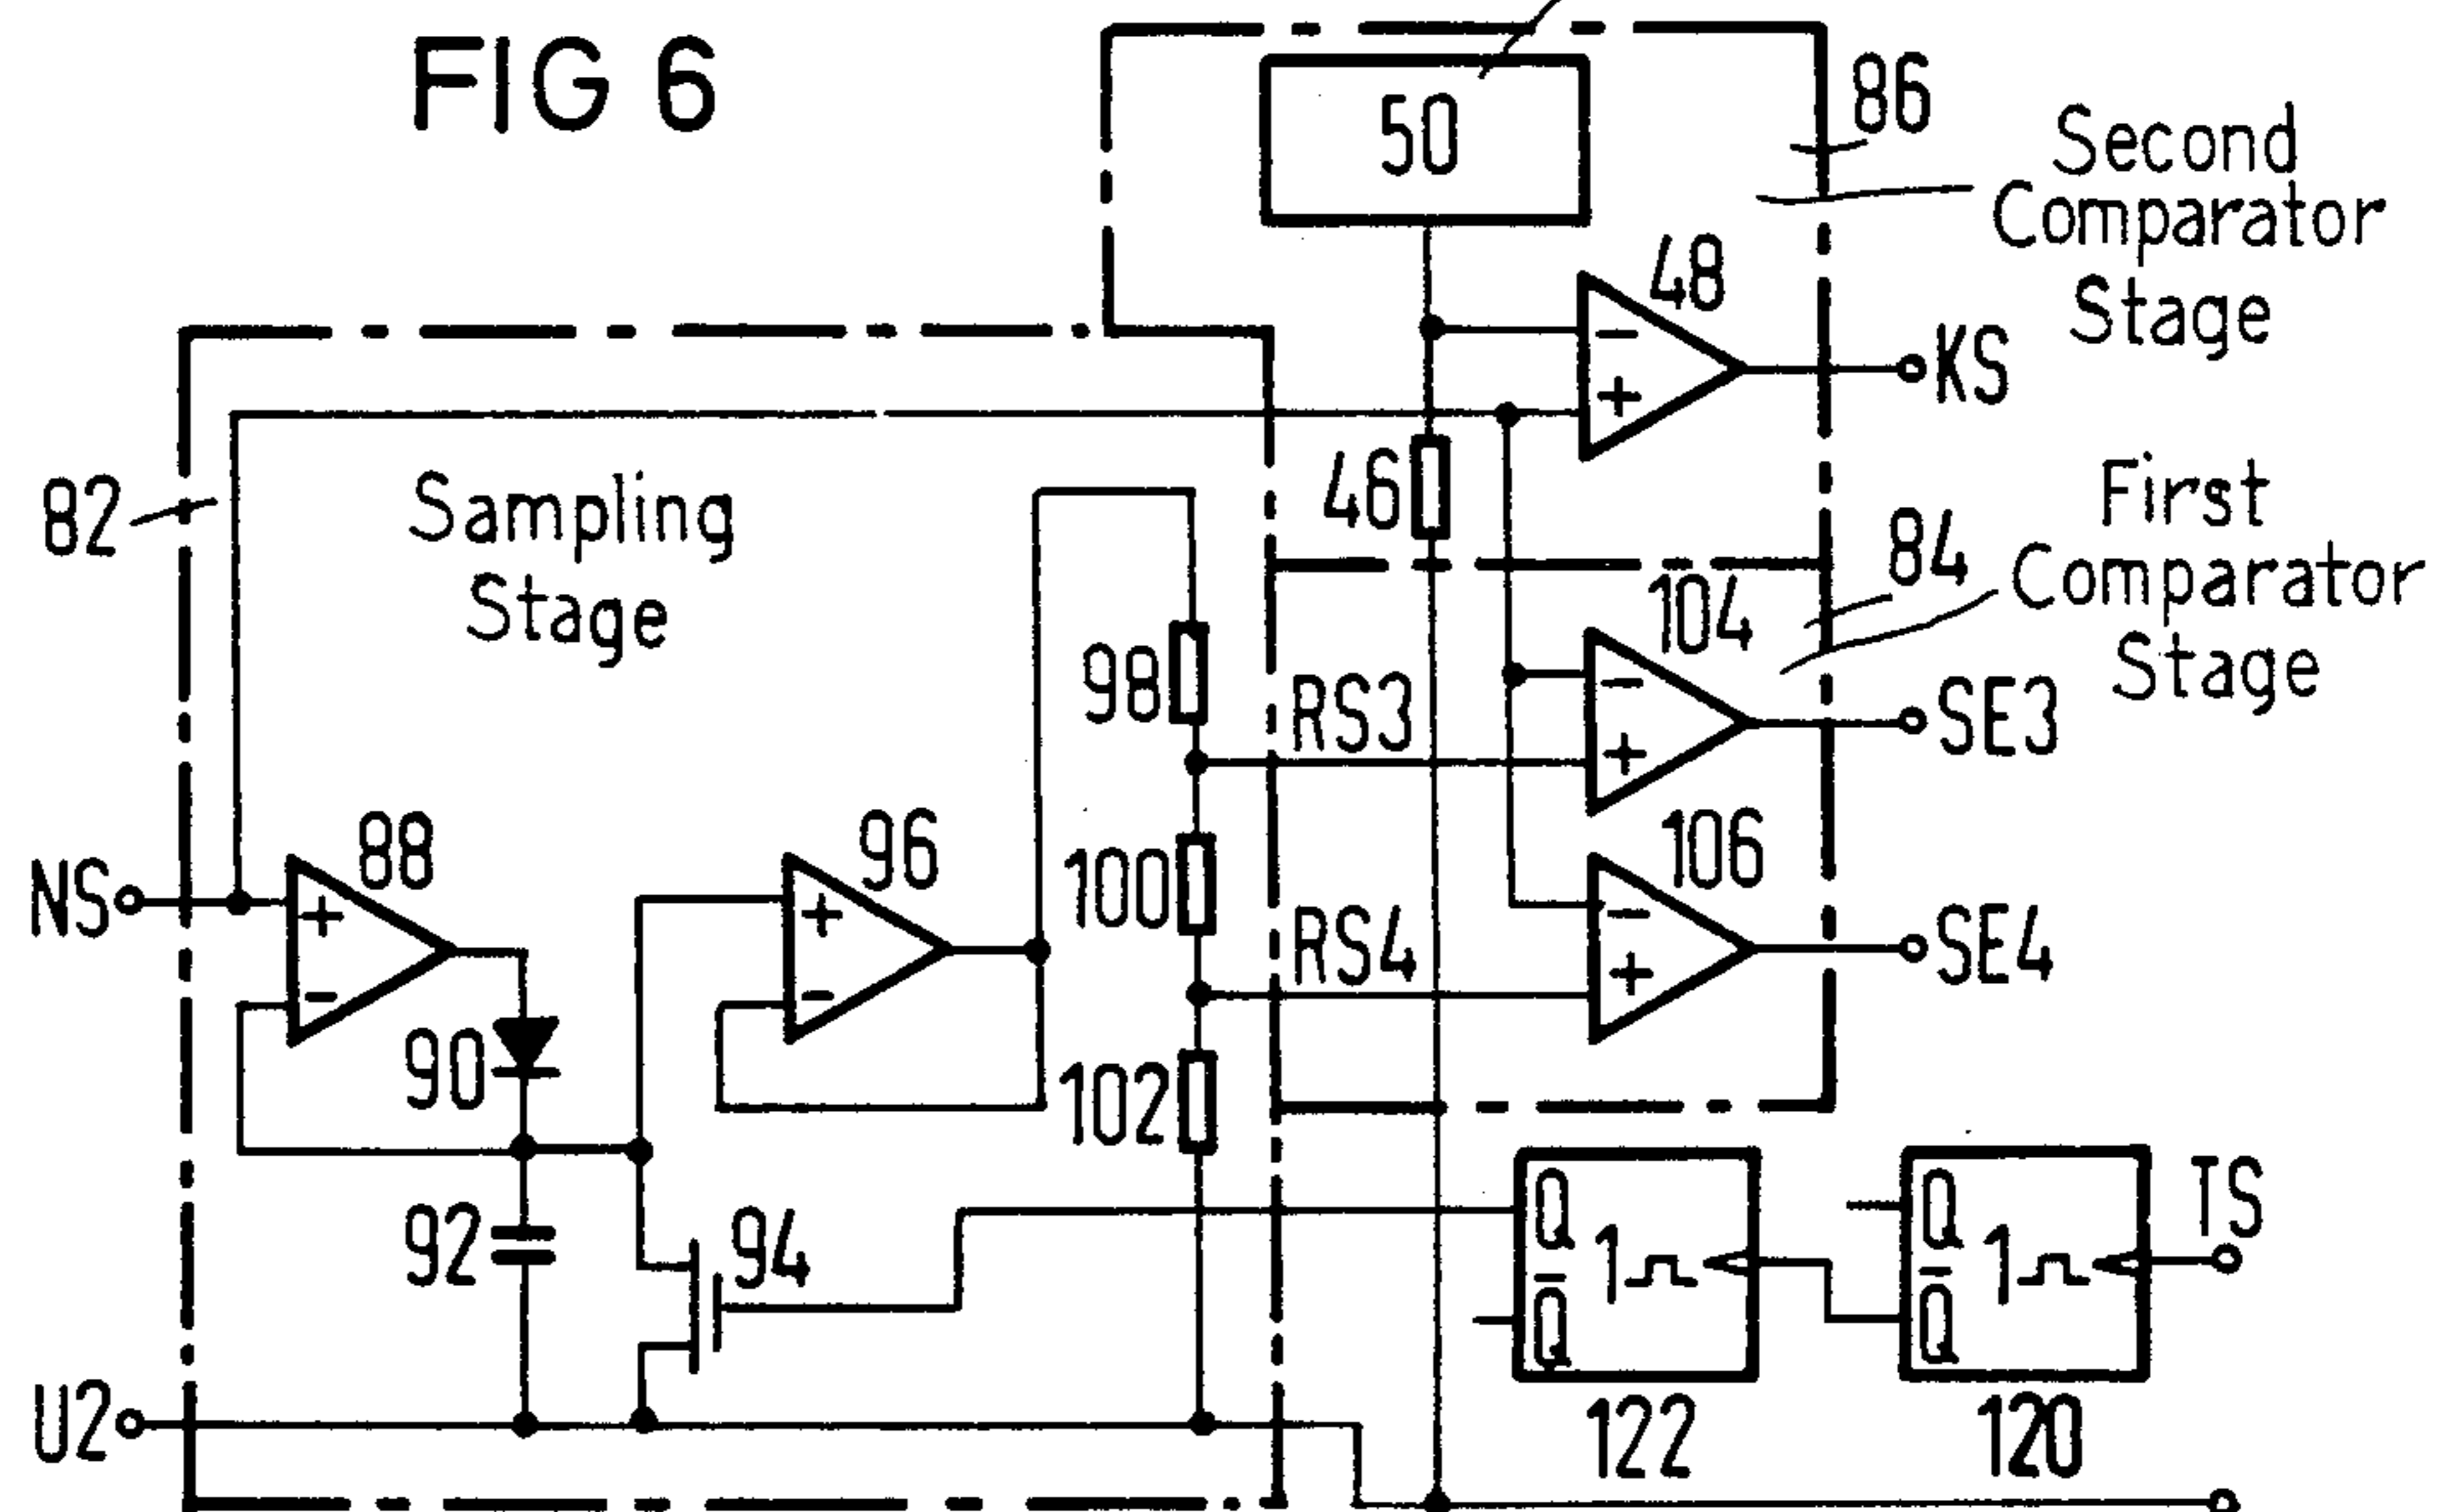 FIG 6
50
86
Second
Comparator
Stage
48
KS
82
Sampling
Stage
46
First
Comparator
Stage
84
104
98
RS3
SE3
88
96
100
106
NS
RS4
SE4
90
102
92
94
Q
1
Q̅
122
Q
1
Q̅
120
TS
U2
+
-
+
-
-
+
-
+
-
+